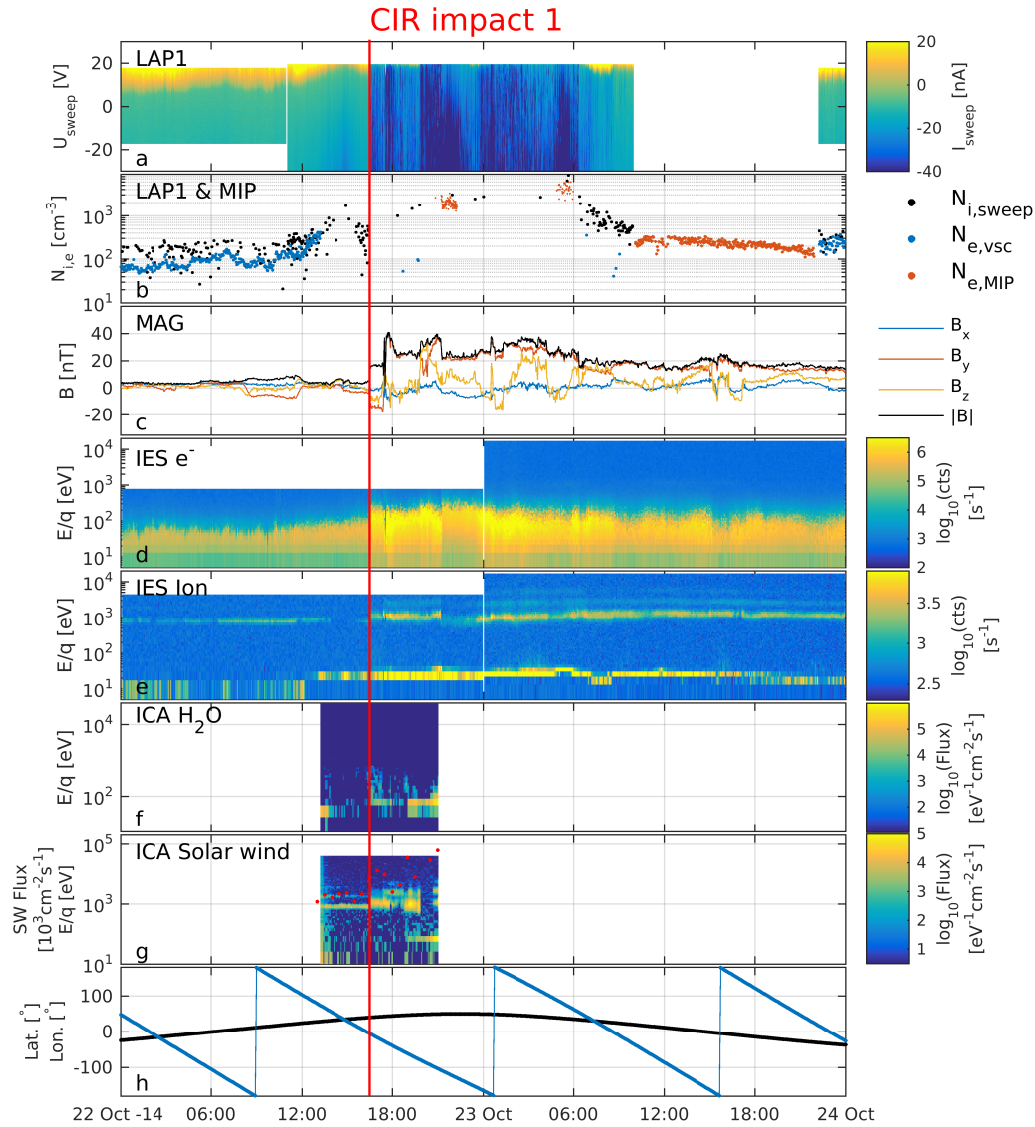 CIR impact 1
LAP1
20
0
-20
U_sweep [V]
a
20
0
-20
-40
I_sweep [nA]
LAP1 & MIP
10^3
10^2
10^1
N_i,e [cm^-3]
b
N_i,sweep
N_e,vsc
N_e,MIP
MAG
40
20
0
-20
B [nT]
c
B_x
B_y
B_z
|B|
IES e^-
10^4
10^3
10^2
10^1
E/q [eV]
d
6
5
4
3
2
log_10(cts)
[s^-1]
IES Ion
10^4
10^3
10^2
10^1
E/q [eV]
e
3.5
3
2.5
log_10(cts)
[s^-1]
ICA H_2O
10^4
10^2
E/q [eV]
f
5
4
3
2
log_10(Flux)
[eV^-1cm^-2s^-1]
ICA Solar wind
10^5
10^3
10^1
SW Flux
[10^3cm^-2s^-1]
E/q [eV]
g
5
4
3
2
1
log_10(Flux)
[eV^-1cm^-2s^-1]
100
0
-100
Lat. [°]
Lon. [°]
h
22 Oct -14 06:00 12:00 18:00 23 Oct 06:00 12:00 18:00 24 Oct